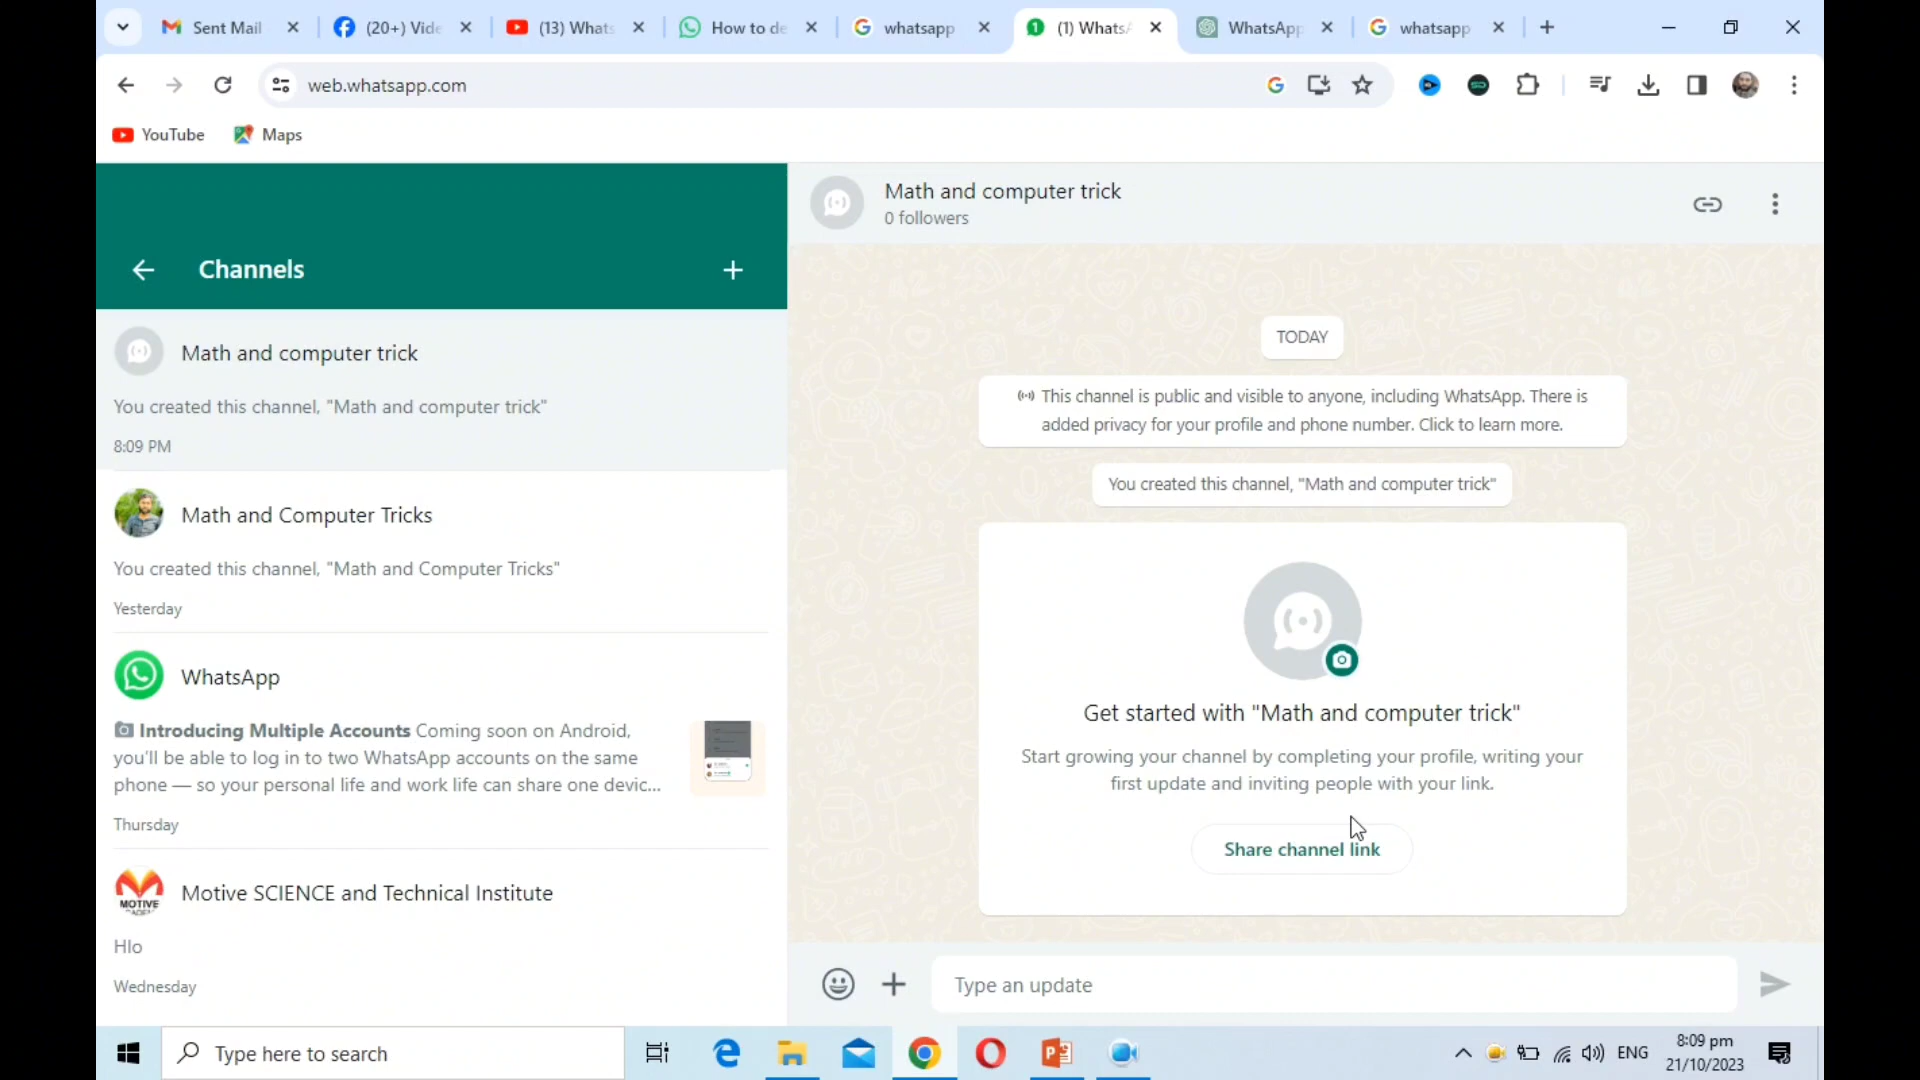 Sent Mail
(20+) Vide
(13) Whats
How to de
whatsapp
(1) WhatsA
WhatsApp
whatsapp
web.whatsapp.com
YouTube
Maps
Channels
Math and computer trick
You created this channel, "Math and computer trick"
8:09 PM
Math and Computer Tricks
You created this channel, "Math and Computer Tricks"
Yesterday
WhatsApp
Introducing Multiple Accounts Coming soon on Android,
you'll be able to log in to two WhatsApp accounts on the same
phone — so your personal life and work life can share one devic...
Thursday
MOTIVE
Motive SCIENCE and Technical Institute
Hlo
Wednesday
Math and computer trick
0 followers
TODAY
This channel is public and visible to anyone, including WhatsApp. There is
added privacy for your profile and phone number. Click to learn more.
You created this channel, "Math and computer trick"
Get started with "Math and computer trick"
Start growing your channel by completing your profile, writing your
first update and inviting people with your link.
Share channel link
Type an update
Type here to search
ENG
8:09 pm
21/10/2023